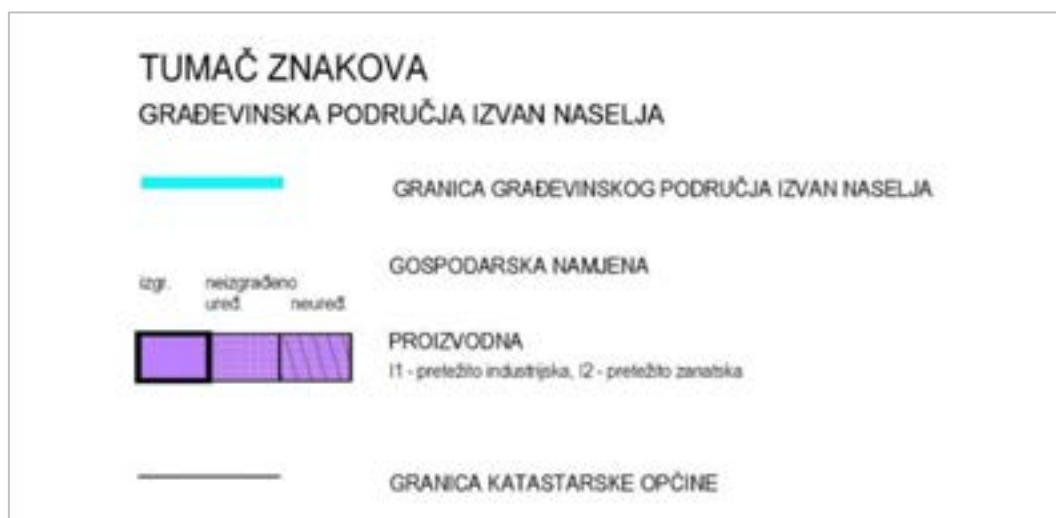 TUMAČ ZNAKOVA
GRAĐEVINSKA PODRUČJA IZVAN NASELJA
GRANICA GRAĐEVINSKOG PODRUČJA IZVAN NASELJA
GOSPODARSKA NAMJENA
izgr. neizgrađeno
uređ. neuređ.
PROIZVODNA
I1 - pretežito industrijska, I2 - pretežito zanatska
GRANICA KATASTARSKE OPĆINE